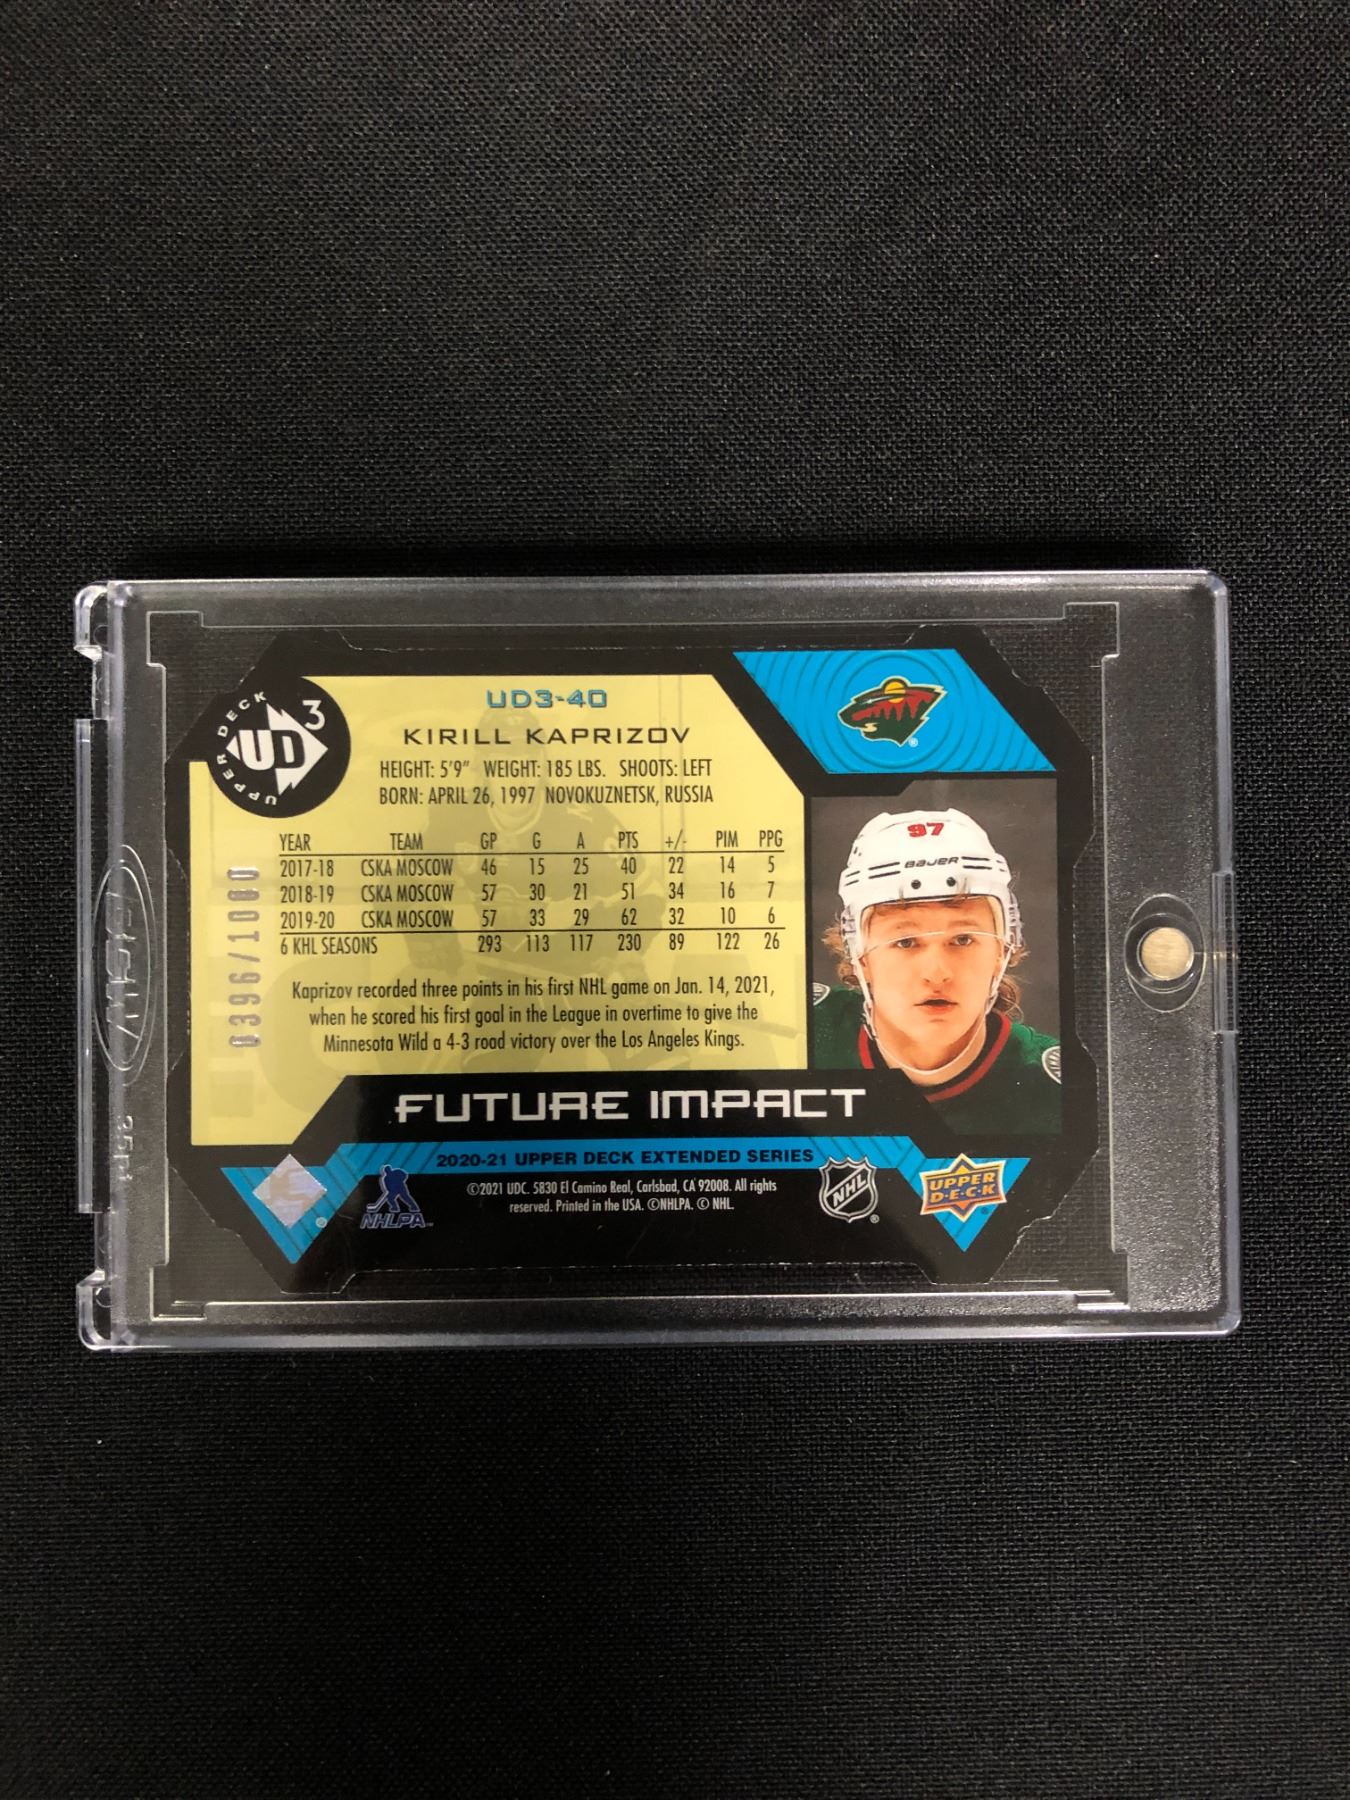 UPPER DECK
UD
3
UD3-40
KIRILL KAPRIZOV
HEIGHT: 5'9" WEIGHT: 185 LBS. SHOOTS: LEFT
BORN: APRIL 26, 1997 NOVOKUZNETSK, RUSSIA
YEAR TEAM GP G A PTS +/- PIM PPG
2017-18 CSKA MOSCOW 46 15 25 40 22 14 5
2018-19 CSKA MOSCOW 57 30 21 51 34 16 7
2019-20 CSKA MOSCOW 57 33 29 62 32 10 6
6 KHL SEASONS 293 113 117 230 89 122 26
Kaprizov recorded three points in his first NHL game on Jan. 14, 2021,
when he scored his first goal in the League in overtime to give the
Minnesota Wild a 4-3 road victory over the Los Angeles Kings.
0396/1000
97
BAUER
FUTURE IMPACT
2020-21 UPPER DECK EXTENDED SERIES
©2021 UDC. 5830 El Camino Real, Carlsbad, CA 92008. All rights
reserved. Printed in the USA. ©NHLPA. © NHL.
NHLPA™
NHL
UPPER
D·E·C·K